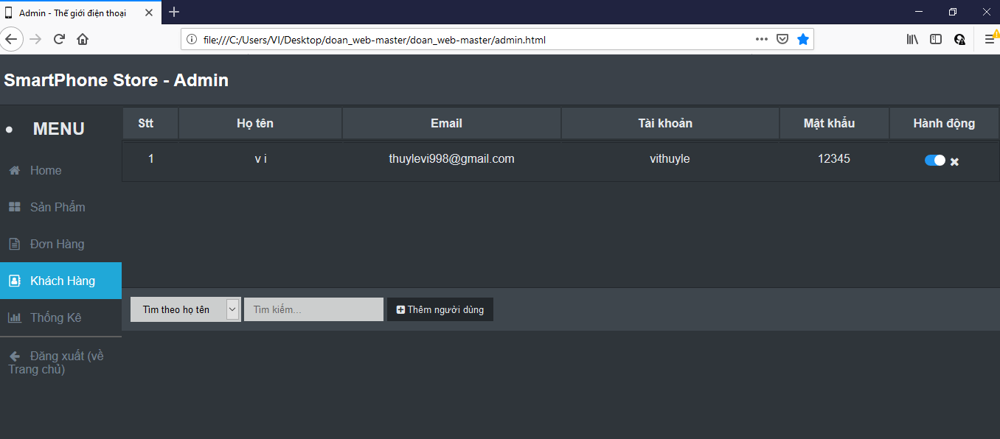 Admin - Thế giới điện thoại
file:///C:/Users/VI/Desktop/doan_web-master/doan_web-master/admin.html
SmartPhone Store - Admin
MENU
Home
Sản Phẩm
Đơn Hàng
Khách Hàng
Thống Kê
Đăng xuất (về
Trang chủ)
Stt Họ tên Email Tài khoản Mật khẩu Hành động
1 v i thuylevi998@gmail.com vithuyle 12345
Tìm theo họ tên Tìm kiếm... Thêm người dùng